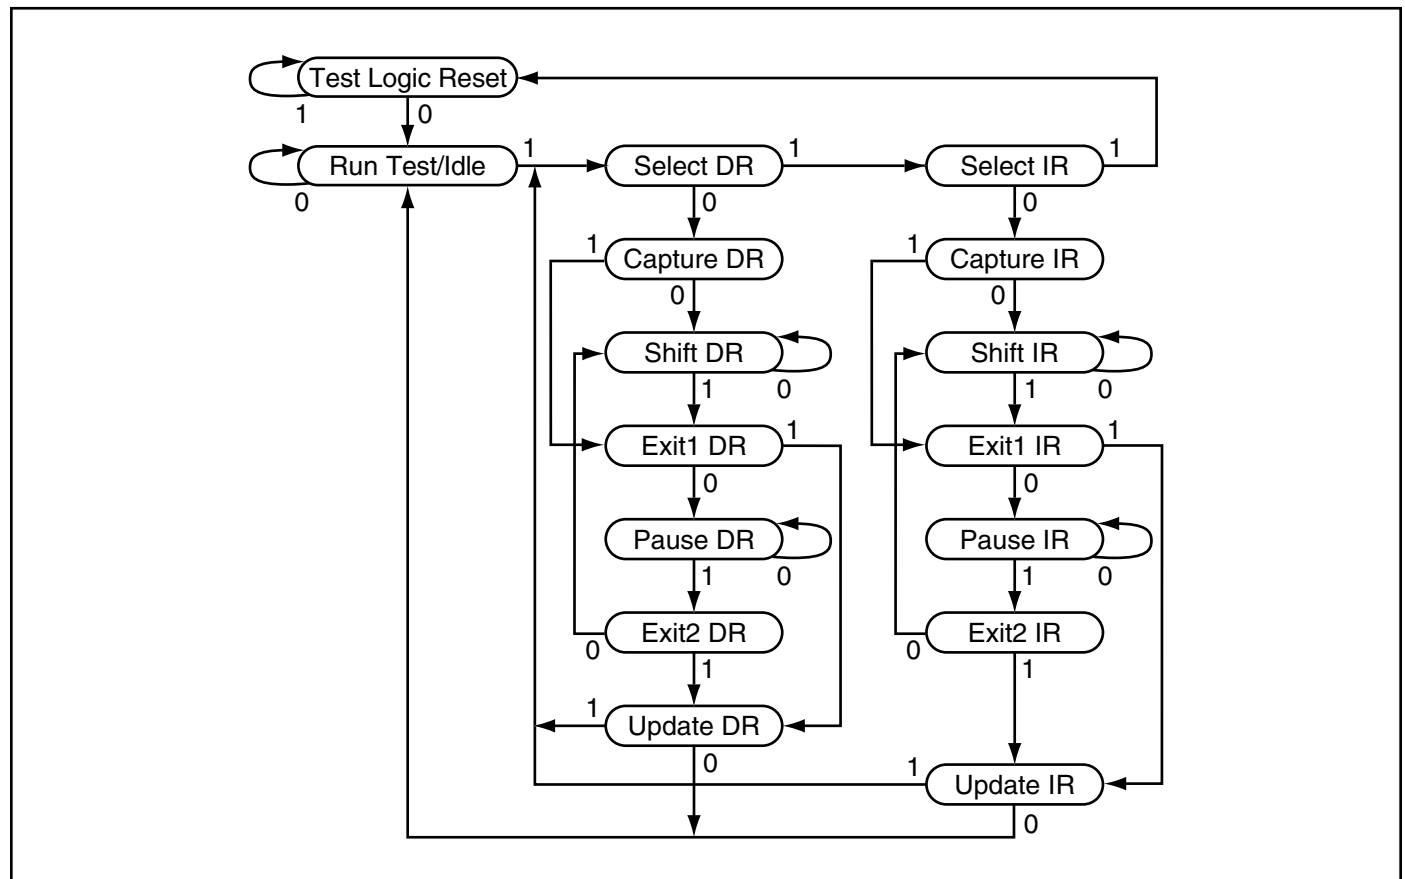 Test Logic Reset
1 0
Run Test/Idle 1 Select DR 1 Select IR 1
0 0 0
1 Capture DR 1 Capture IR
0 0
Shift DR Shift IR
1 0 1 0
Exit1 DR 1 Exit1 IR 1
0 0
Pause DR Pause IR
1 0 1 0
Exit2 DR Exit2 IR
0 1 0 1
1 Update DR
0 1 Update IR
0